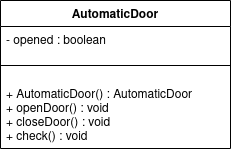 AutomaticDoor
- opened : boolean
+ AutomaticDoor() : AutomaticDoor
+ openDoor() : void
+ closeDoor() : void
+ check() : void